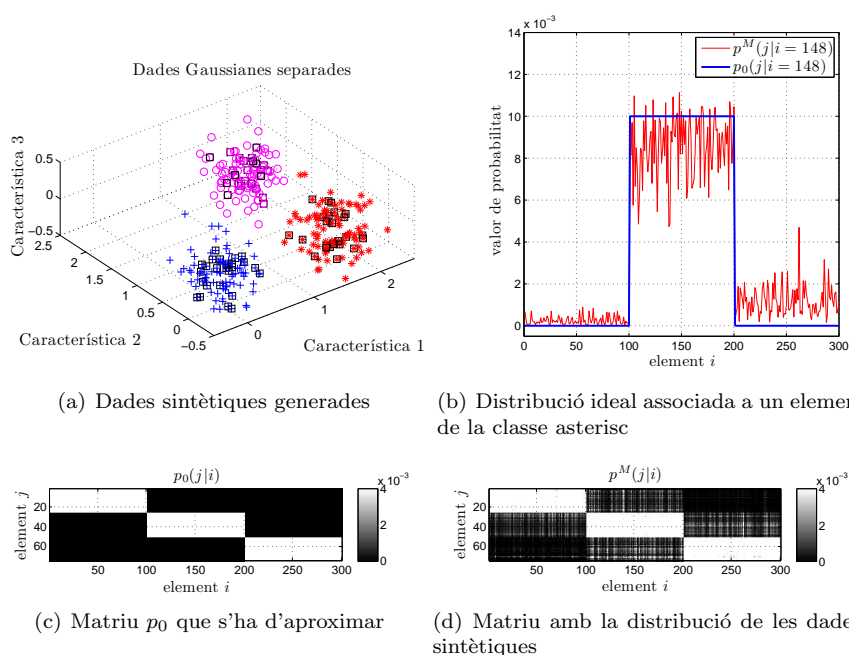 Dades Gaussianes separades
Característica 3
0.5
0
−0.5
2.5
2
1.5
1
0.5
0
−0.5
Característica 2
0
1
2
Característica 1
(a) Dades sintètiques generades
x 10⁻³
14
12
10
8
6
4
2
0
valor de probabilitat
p^M(j|i = 148)
p₀(j|i = 148)
0 50 100 150 200 250 300
element i
(b) Distribució ideal associada a un elemen
de la classe asterisc
p₀(j|i)
element j
20
40
60
50 100 150 200 250 300
element i
x 10⁻³
4
2
0
(c) Matriu p₀ que s'ha d'aproximar
p^M(j|i)
element j
20
40
60
50 100 150 200 250 300
element i
x 10⁻³
4
2
0
(d) Matriu amb la distribució de les dade
sintètiques